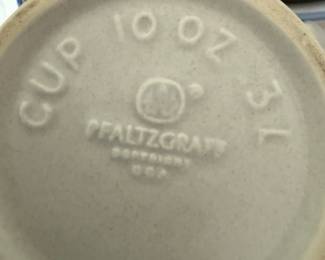 CUP 10 OZ 3L
®
PFALTZGRAFF
COPYRIGHT
USA